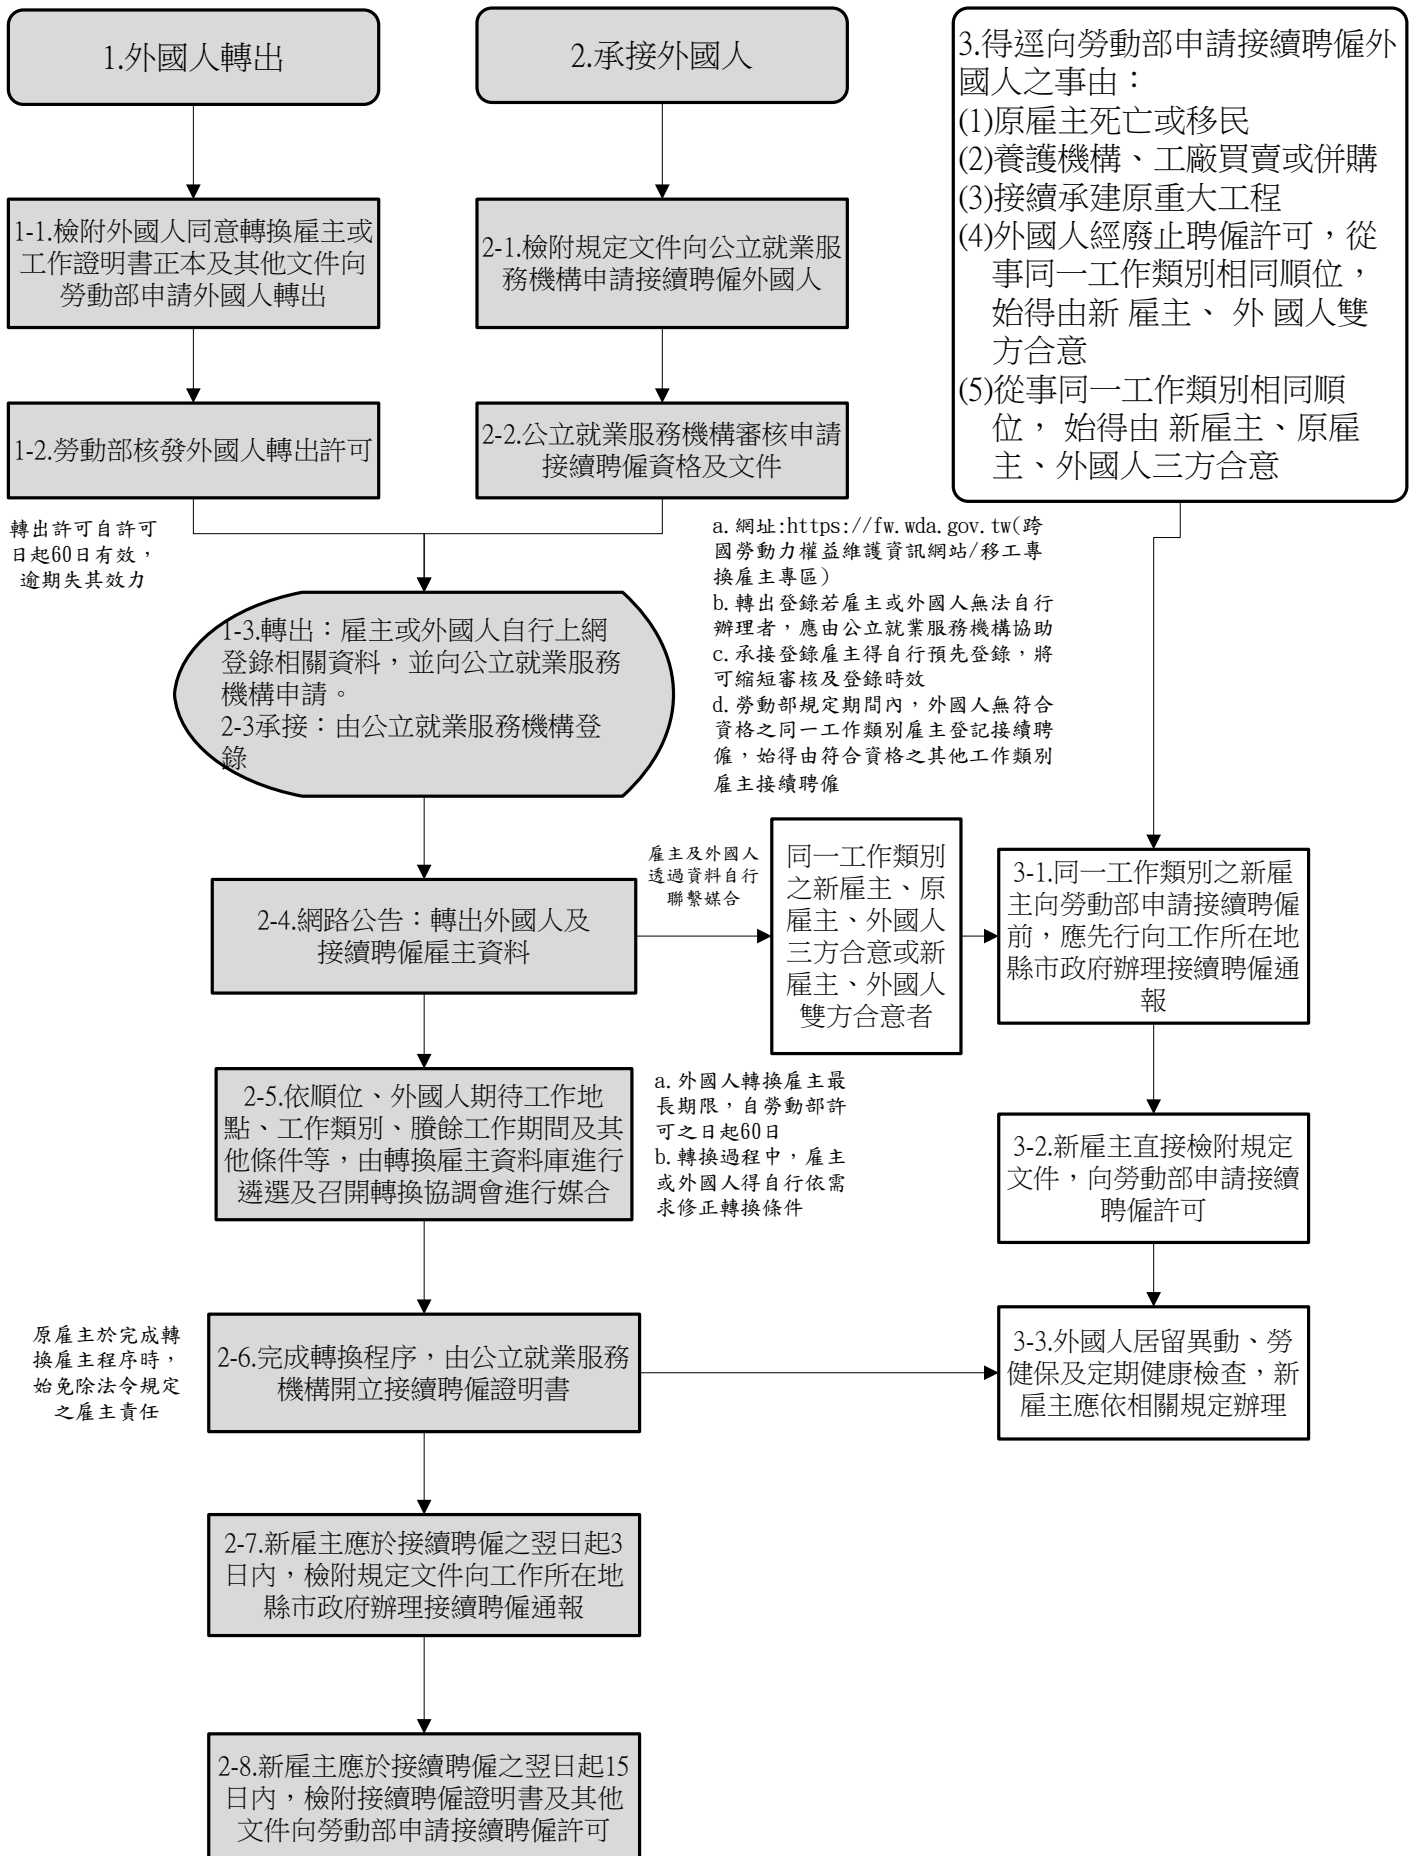 1.外國人轉出
2.承接外國人
3.得逕向勞動部申請接續聘僱外
國人之事由：
(1)原雇主死亡或移民
(2)養護機構、工廠買賣或併購
(3)接續承建原重大工程
(4)外國人經廢止聘僱許可，從
事同一工作類別相同順位，
始得由新 雇主、 外 國人雙
方合意
(5)從事同一工作類別相同順
位， 始得由 新雇主、原雇
主、外國人三方合意
1-1.檢附外國人同意轉換雇主或
工作證明書正本及其他文件向
勞動部申請外國人轉出
2-1.檢附規定文件向公立就業服
務機構申請接續聘僱外國人
1-2.勞動部核發外國人轉出許可
2-2.公立就業服務機構審核申請
接續聘僱資格及文件
轉出許可自許可
日起60日有效，
逾期失其效力
a.網址:https://fw.wda.gov.tw(跨
國勞動力權益維護資訊網站/移工專
換雇主專區)
b.轉出登錄若雇主或外國人無法自行
辦理者，應由公立就業服務機構協助
c.承接登錄雇主得自行預先登錄，將
可縮短審核及登錄時效
d.勞動部規定期間內，外國人無符合
資格之同一工作類別雇主登記接續聘
僱，始得由符合資格之其他工作類別
雇主接續聘僱
1-3.轉出：雇主或外國人自行上網
登錄相關資料，並向公立就業服務
機構申請。
2-3承接：由公立就業服務機構登
錄
2-4.網路公告：轉出外國人及
接續聘僱雇主資料
雇主及外國人
透過資料自行
聯繫媒合
同一工作類別
之新雇主、原
雇主、外國人
三方合意或新
雇主、外國人
雙方合意者
3-1.同一工作類別之新雇
主向勞動部申請接續聘僱
前，應先行向工作所在地
縣市政府辦理接續聘僱通
報
2-5.依順位、外國人期待工作地
點、工作類別、賸餘工作期間及其
他條件等，由轉換雇主資料庫進行
遴選及召開轉換協調會進行媒合
a.外國人轉換雇主最
長期限，自勞動部許
可之日起60日
b.轉換過程中，雇主
或外國人得自行依需
求修正轉換條件
3-2.新雇主直接檢附規定
文件，向勞動部申請接續
聘僱許可
原雇主於完成轉
換雇主程序時，
始免除法令規定
之雇主責任
2-6.完成轉換程序，由公立就業服務
機構開立接續聘僱證明書
3-3.外國人居留異動、勞
健保及定期健康檢查，新
雇主應依相關規定辦理
2-7.新雇主應於接續聘僱之翌日起3
日內，檢附規定文件向工作所在地
縣市政府辦理接續聘僱通報
2-8.新雇主應於接續聘僱之翌日起15
日內，檢附接續聘僱證明書及其他
文件向勞動部申請接續聘僱許可